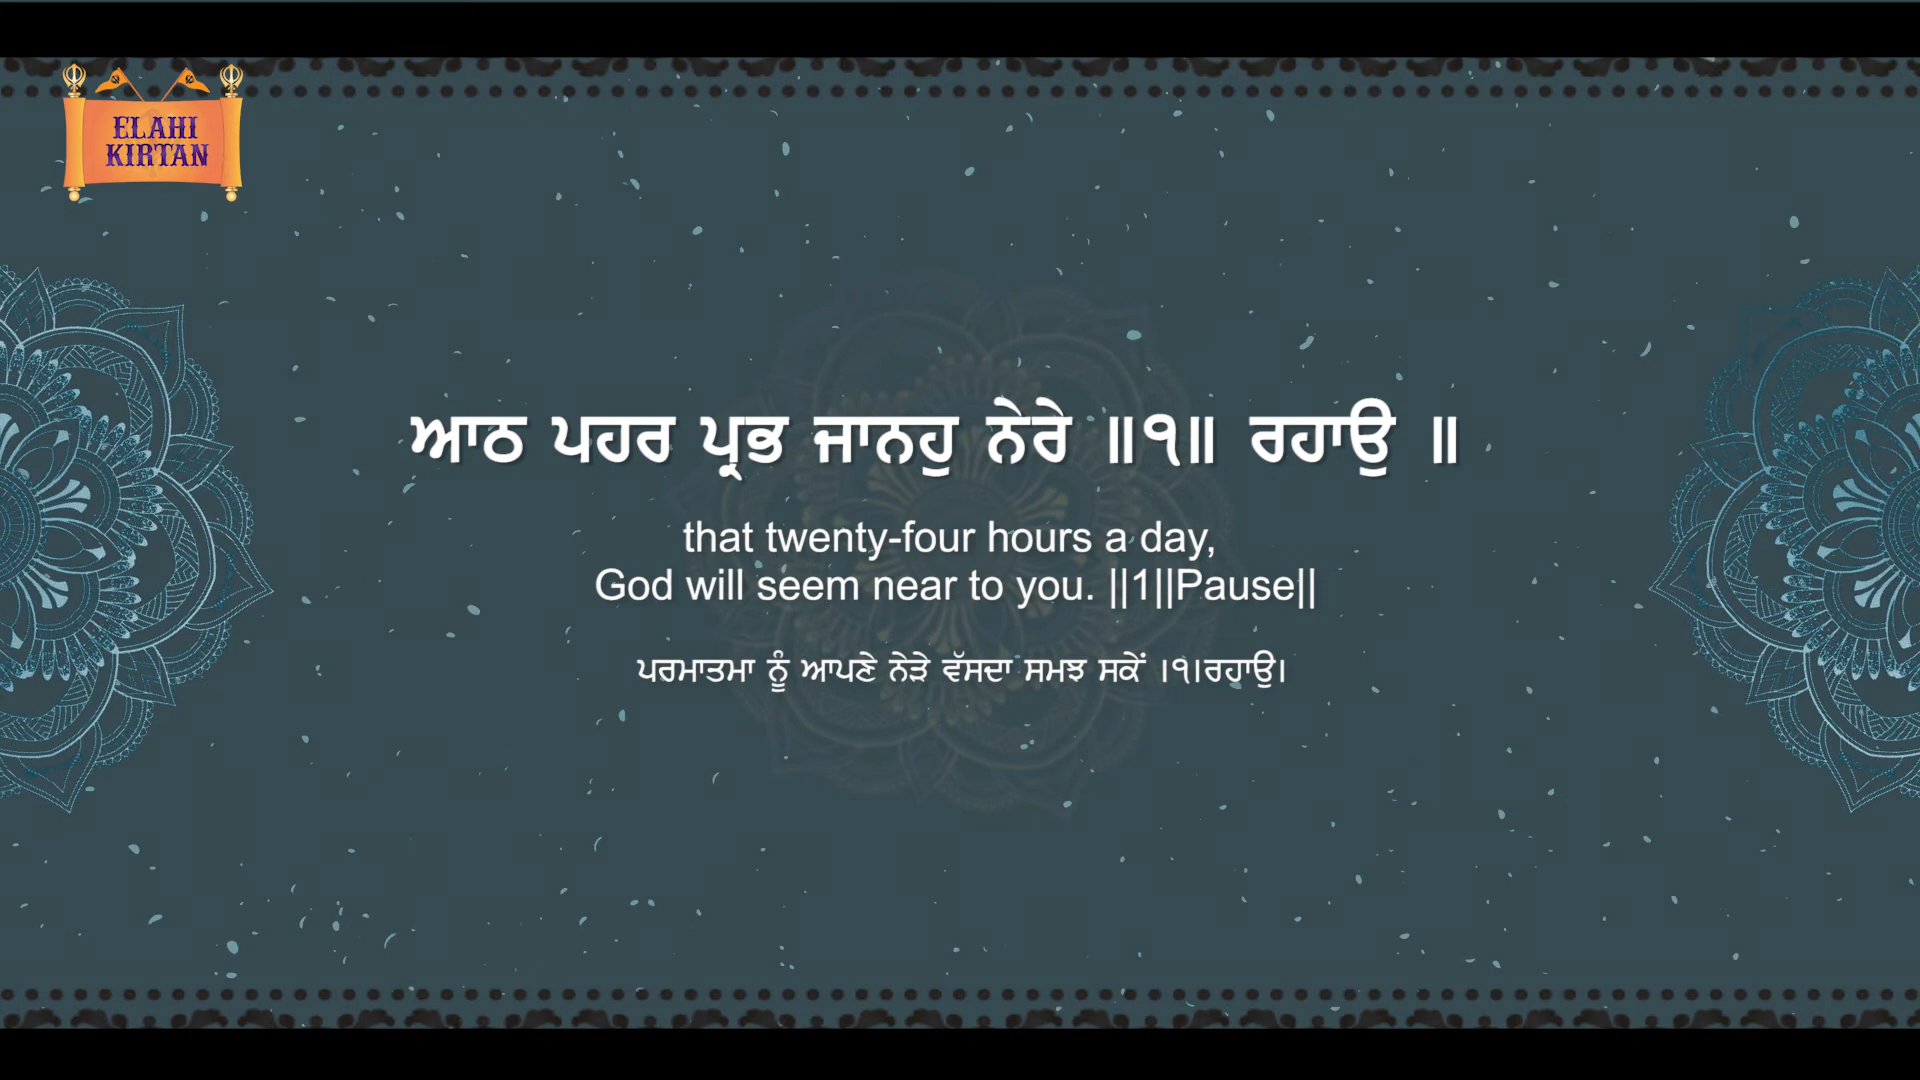 ELAHI
KIRTAN
ਆਠ ਪਹਰ ਪ੍ਰਭ ਜਾਨਹੁ ਨੇਰੇ ॥੧॥ ਰਹਾਉ ॥
that twenty-four hours a day,
God will seem near to you. ||1||Pause||
ਪਰਮਾਤਮਾ ਨੂੰ ਆਪਣੇ ਨੇੜੇ ਵੱਸਦਾ ਸਮਝ ਸਕੇਂ ।੧।ਰਹਾਉ।